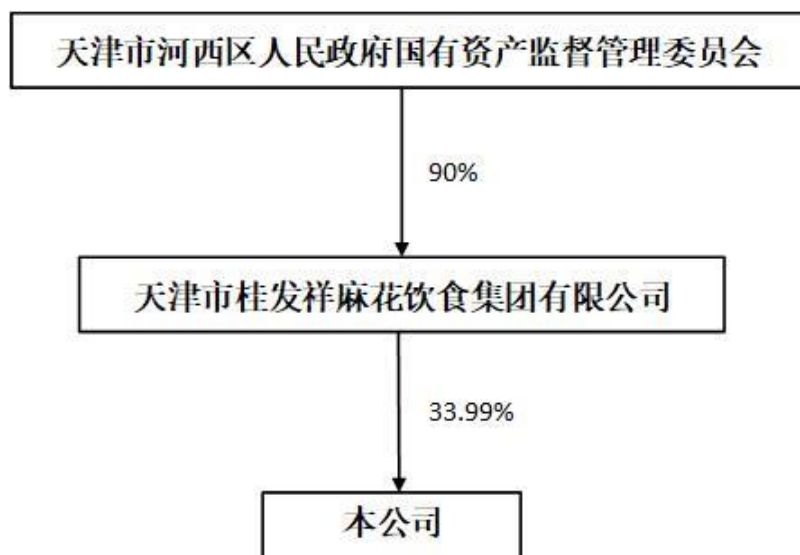 天津市河西区人民政府国有资产监督管理委员会
90%
天津市桂发祥麻花饮食集团有限公司
33.99%
本公司